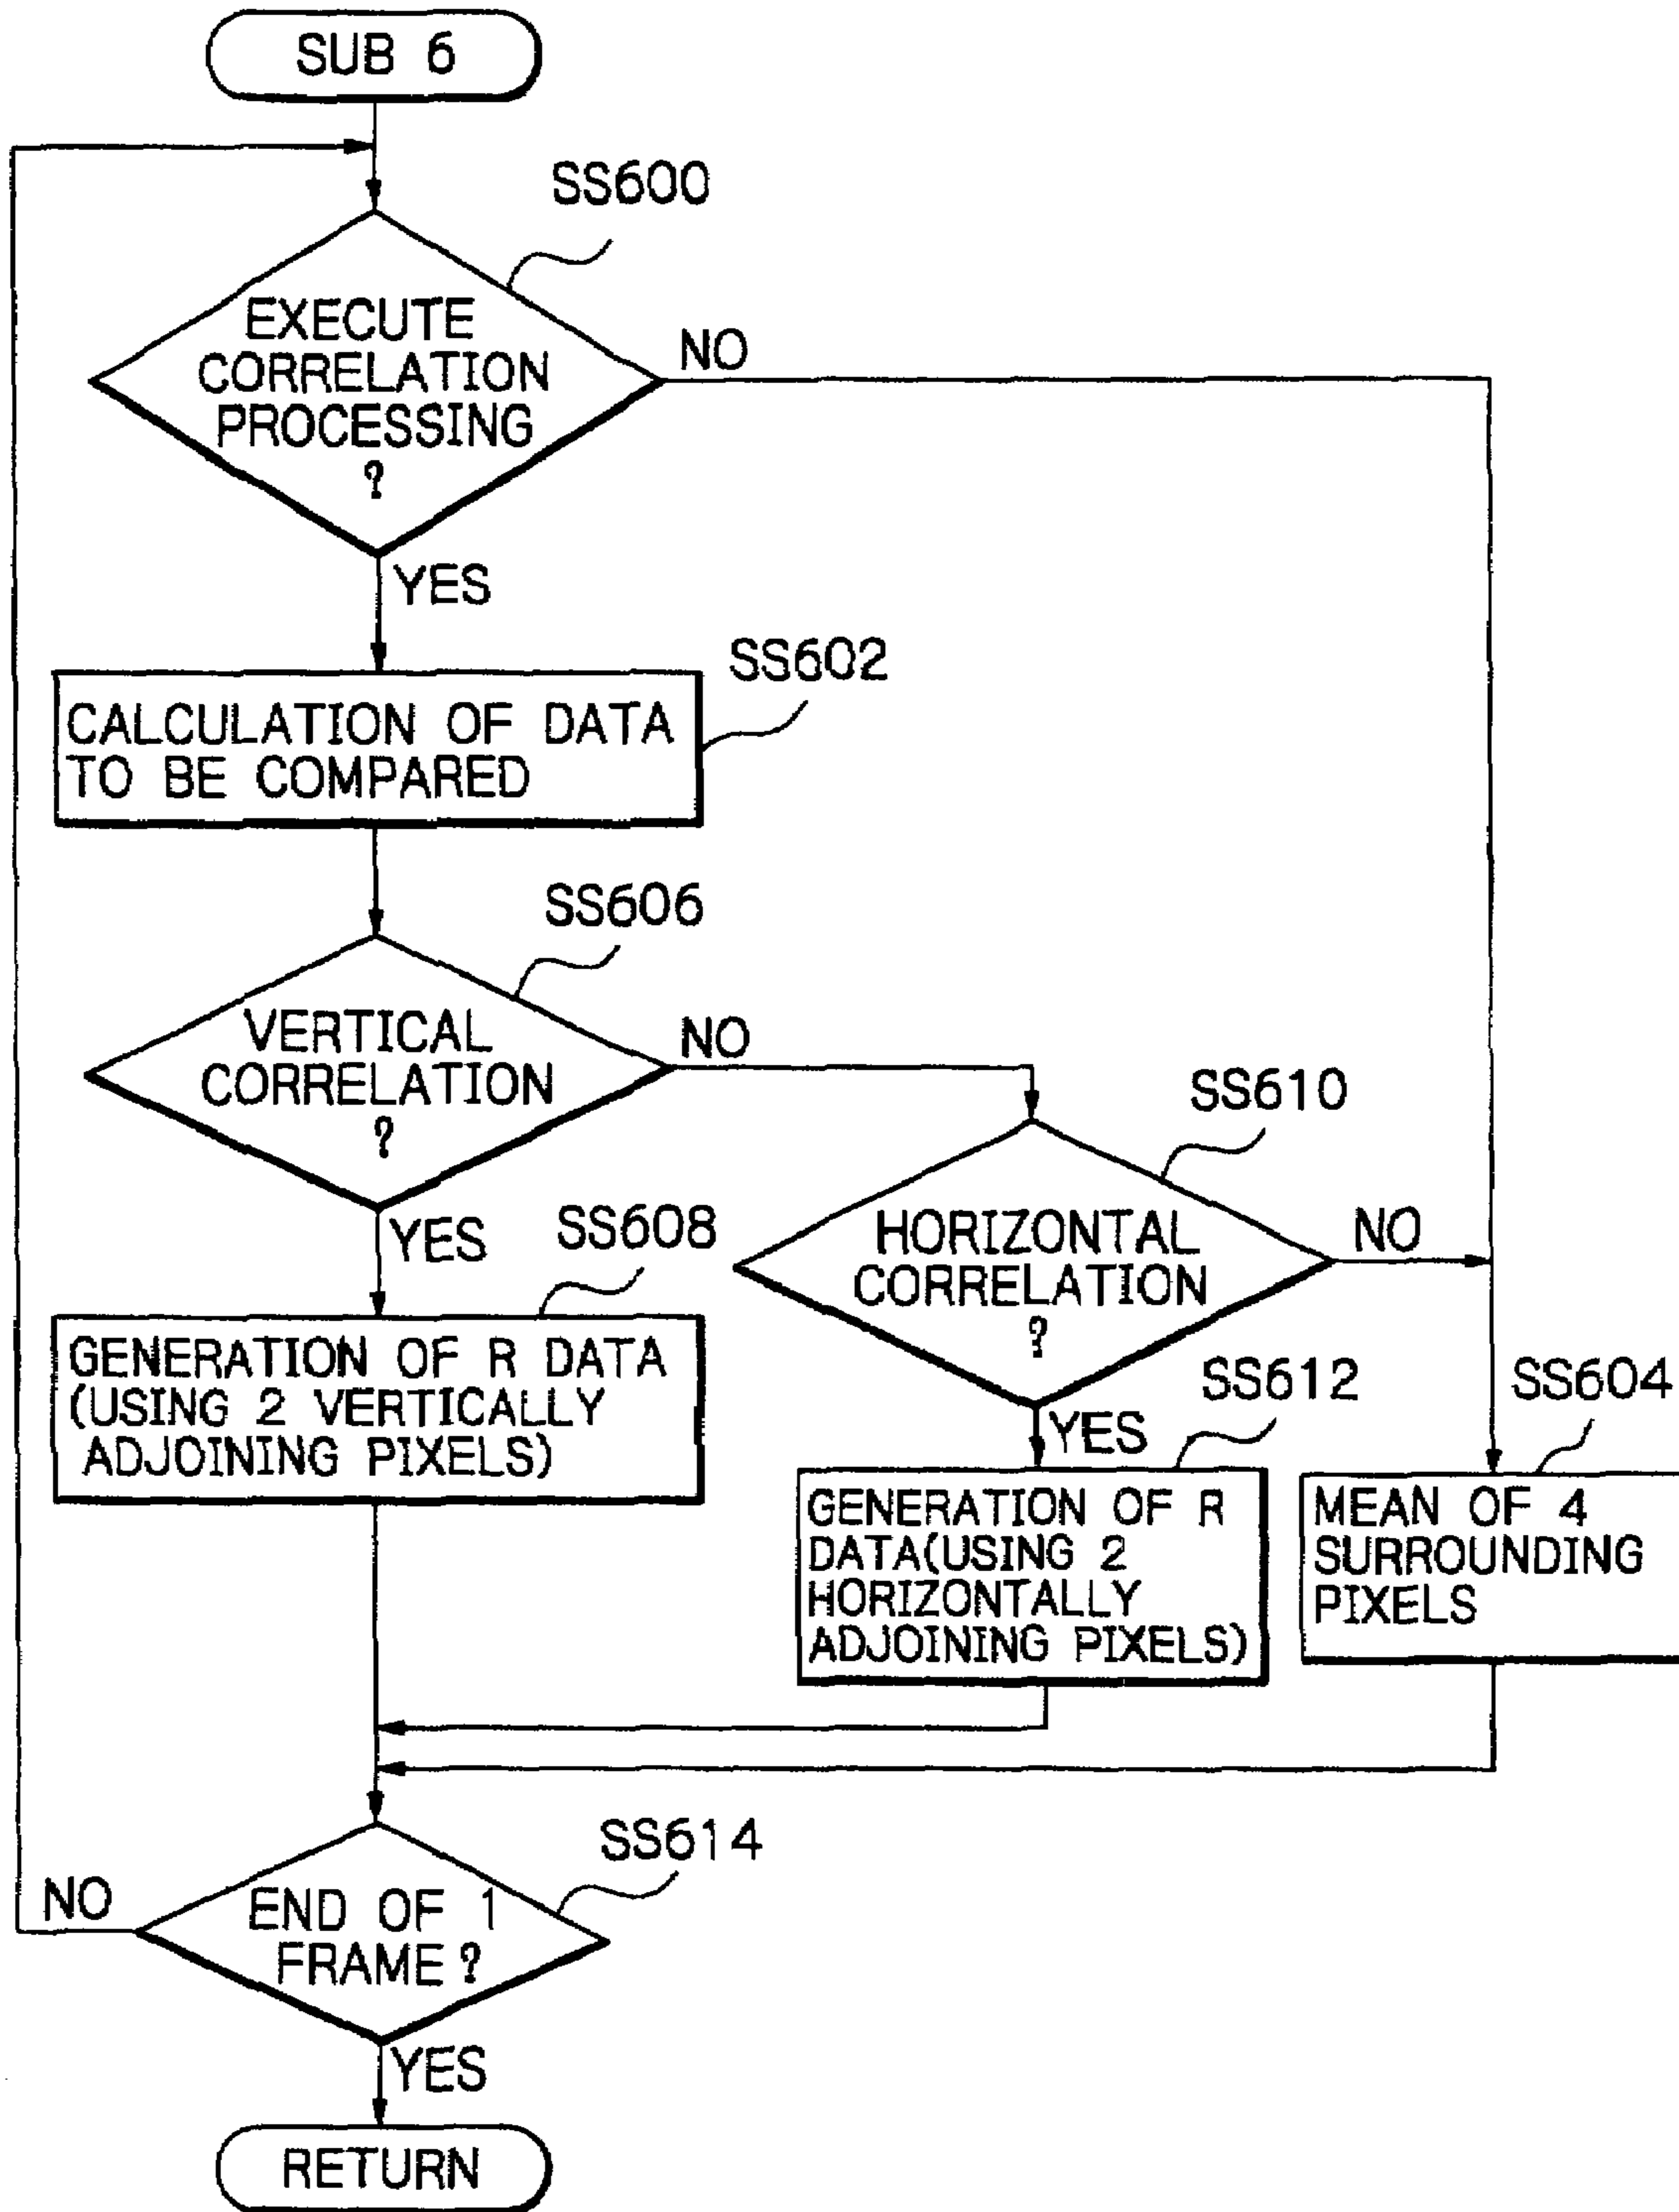 SUB 6
SS600
EXECUTE
CORRELATION
PROCESSING
?
NO
YES
SS602
CALCULATION OF DATA
TO BE COMPARED
SS606
VERTICAL
CORRELATION
?
NO
SS610
HORIZONTAL
CORRELATION
?
NO
YES
SS608
GENERATION OF R DATA
(USING 2 VERTICALLY
ADJOINING PIXELS)
YES
SS612
GENERATION OF R
DATA(USING 2
HORIZONTALLY
ADJOINING PIXELS)
SS604
MEAN OF 4
SURROUNDING
PIXELS
SS614
END OF 1
FRAME?
NO
YES
RETURN